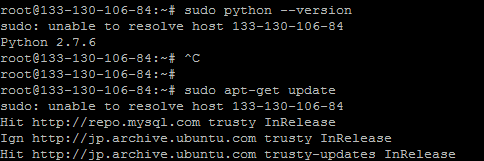 root@133-130-106-84:~# sudo python --version
sudo: unable to resolve host 133-130-106-84
Python 2.7.6
root@133-130-106-84:~# ^C
root@133-130-106-84:~#
root@133-130-106-84:~# sudo apt-get update
sudo: unable to resolve host 133-130-106-84
Hit http://repo.mysql.com trusty InRelease
Ign http://jp.archive.ubuntu.com trusty InRelease
Hit http://jp.archive.ubuntu.com trusty-updates InRelease